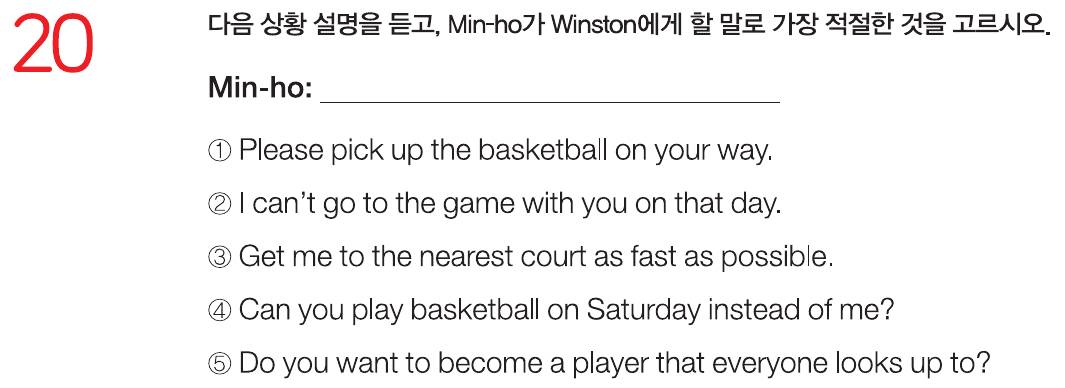 20
다음 상황 설명을 듣고, Min-ho가 Winston에게 할 말로 가장 적절한 것을 고르시오.
Min-ho:
① Please pick up the basketball on your way.
② I can't go to the game with you on that day.
③ Get me to the nearest court as fast as possible.
④ Can you play basketball on Saturday instead of me?
⑤ Do you want to become a player that everyone looks up to?